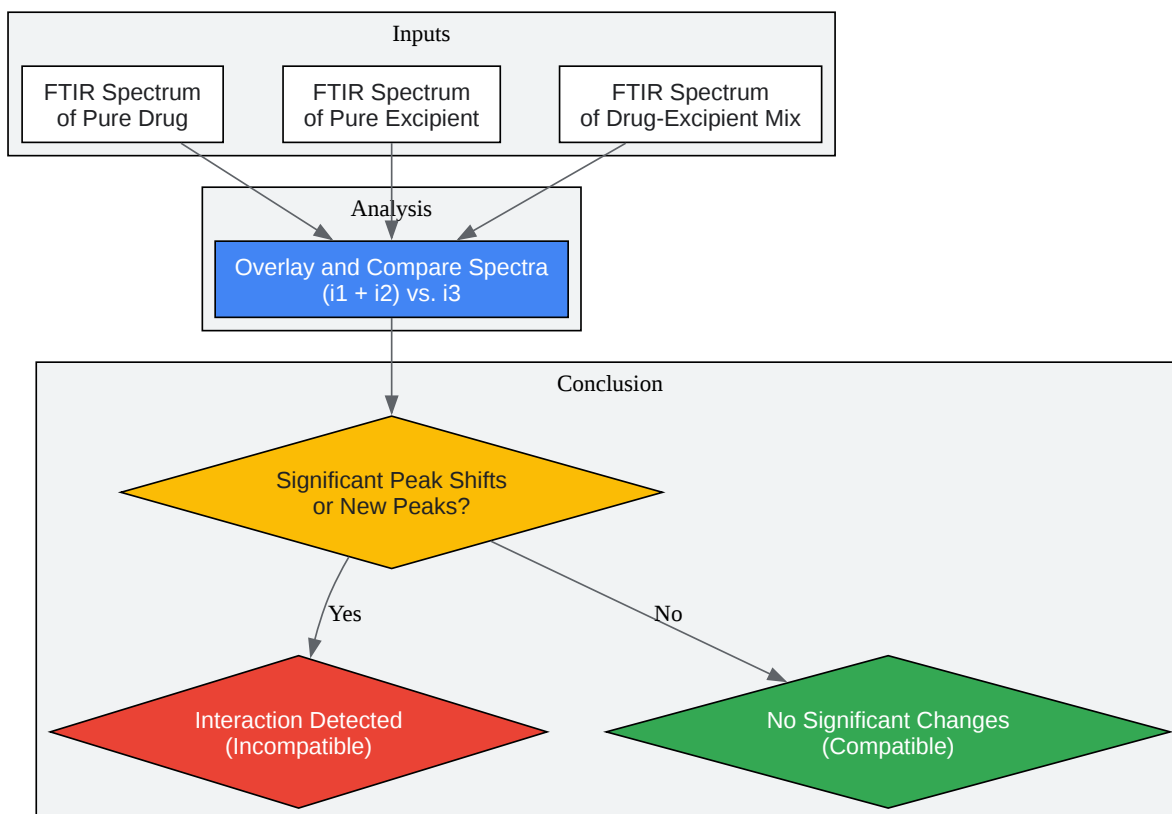 Inputs
FTIR Spectrum
of Pure Drug
FTIR Spectrum
of Pure Excipient
FTIR Spectrum
of Drug-Excipient Mix
Analysis
Overlay and Compare Spectra
(i1 + i2) vs. i3
Conclusion
Significant Peak Shifts
or New Peaks?
Yes
No
Interaction Detected
(Incompatible)
No Significant Changes
(Compatible)